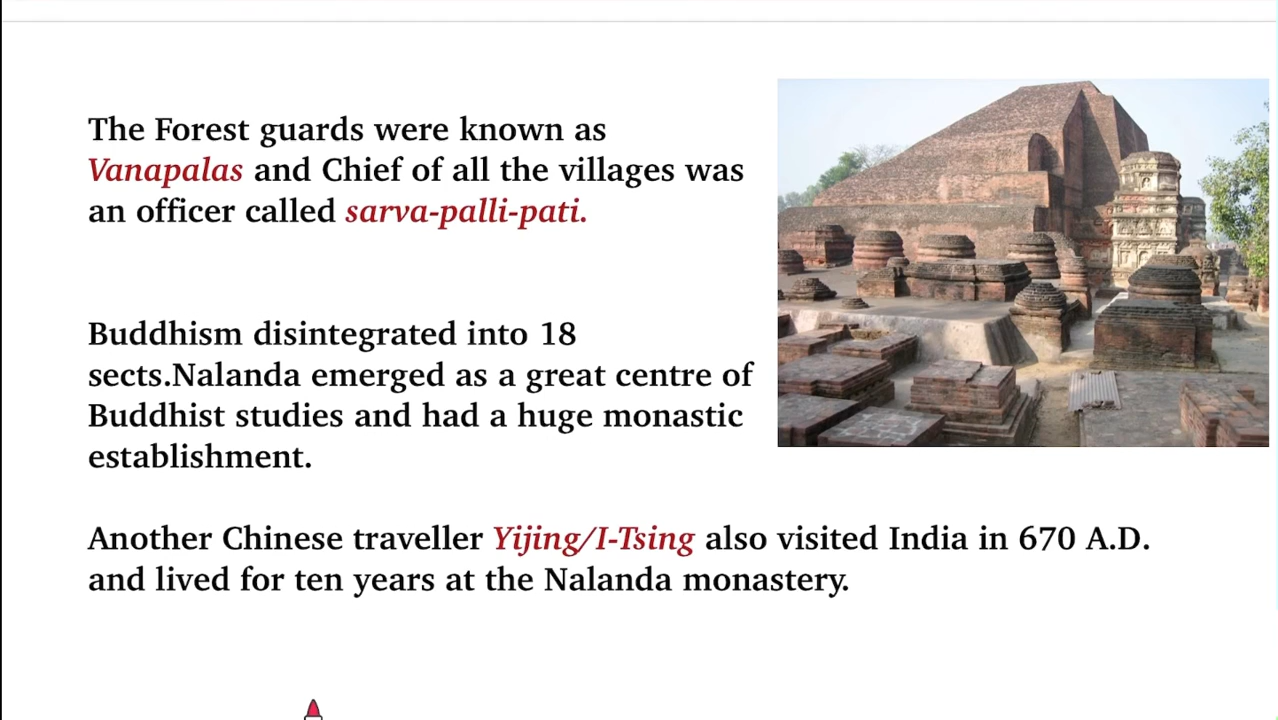 The Forest guards were known as
Vanapalas and Chief of all the villages was
an officer called sarva-palli-pati.
Buddhism disintegrated into 18
sects.Nalanda emerged as a great centre of
Buddhist studies and had a huge monastic
establishment.
Another Chinese traveller Yijing/I-Tsing also visited India in 670 A.D.
and lived for ten years at the Nalanda monastery.